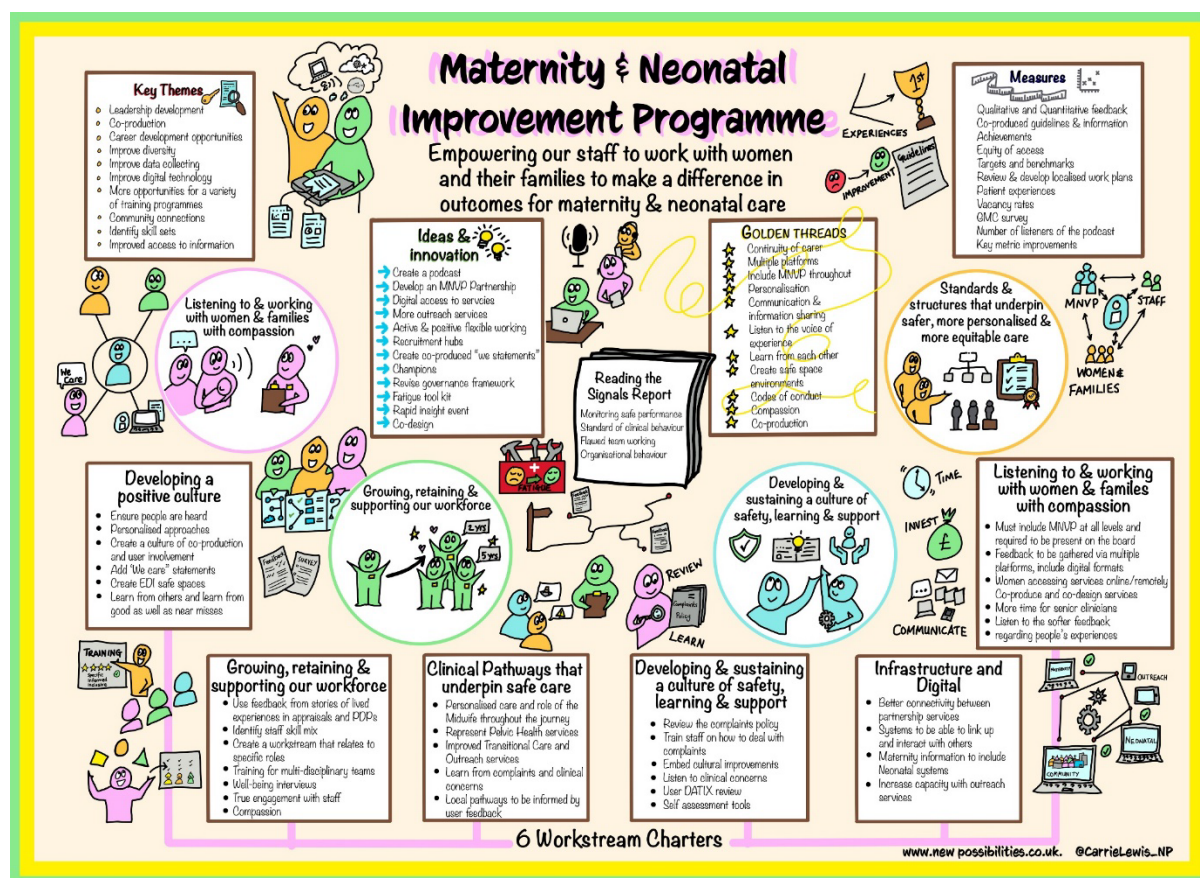 Maternity & Neonatal
Improvement Programme
Empowering our staff to work with women
and their families to make a difference in
outcomes for maternity & neonatal care
Key Themes
Leadership development
Co-production
Career development opportunities
Improve diversity
Improve data collecting
Improve digital technology
More opportunities for a variety
of training programmes
Community connections
Identify skill sets
Improved access to information
1st
EXPERIENCES
IMPROVEMENT
Guidelines
Measures
Qualitative and Quantitative feedback
Co-produced guidelines & information
Achievements
Equity of access
Targets and benchmarks
Review & develop localised work plans
Patient experiences
Vacancy rates
GMC survey
Number of listeners of the podcast
Key metric improvements
Ideas &
innovation
Create a podcast
Develop an MNVP Partnership
Digital access to servcies
More outreach services
Active & positive flexible working
Recruitment hubs
Create co-produced "we statements"
Champions
Revise governance framework
Fatigue tool kit
Rapid insight event
Co-design
GOLDEN THREADS
Continuity of carer
Multiple platforms
Include MNVP throughout
Personalisation
Communication &
information sharing
Listen to the voice of
experience
Learn from each other
Create safe space
environments
Codes of conduct
Compassion
Co-production
Listening to & working
with women & families
with compassion
We
Care
Reading the
Signals Report
Monitoring safe performance
Standard of clinical behaviour
Flawed team working
Organisational behaviour
Standards &
structures that underpin
safer, more personalised &
more equitable care
MNVP
STAFF
WOMEN &
FAMILIES
Developing a
positive culture
Ensure people are heard
Personalised approaches
Create a culture of co-production
and user involvement
Add "We care" statements
Create EDI safe spaces
Learn from others and learn from
good as well as near misses
Feedback
SURVEY
Growing, retaining &
supporting our workforce
2 yrs
5 yrs
FATIGUE
Feedback
Developing &
sustaining a culture of
safety, learning & support
REVIEW
Complaints
Policy
LEARN
TIME
INVEST
£
COMMUNICATE
Listening to & working
with women & familes
with compassion
Must include MNVP at all levels and
required to be present on the board
Feedback to be gathered via multiple
platforms, include digital formats
Women accessing services online/remotely
Co-produce and co-design services
More time for senior clinicians
Listen to the softer feedback
regarding people's experiences
TRAINING
Growing, retaining &
supporting our workforce
Use feedback from stories of lived
experiences in appraisals and PDPs
Identify staff skill mix
Create a workstream that relates to
specific roles
Training for multi-disciplinary teams
Well-being interviews
True engagement with staff
Compassion
Clinical Pathways that
underpin safe care
Personalised care and role of the
Midwife throughout the journey
Represent Pelvic Health services
Improved Transitional Care and
Outreach services
Learn from complaints and clinical
concerns
Local pathways to be informed by
user feedback
Developing & sustaining
a culture of safety,
learning & support
Review the complaints policy
Train staff on how to deal with
complaints
Embed cultural improvements
Listen to clinical concerns
User DATIX review
Self assessment tools
Infrastructure and
Digital
Better connectivity between
partnership services
Systems to be able to link up
and interact with others
Maternity information to include
Neonatal systems
Increase capacity with outreach
services
MATERNITY
OUTREACH
NEONATAL
COMMUNITY
6 Workstream Charters
www.new possibilities.co.uk. @CarrieLewis_NP